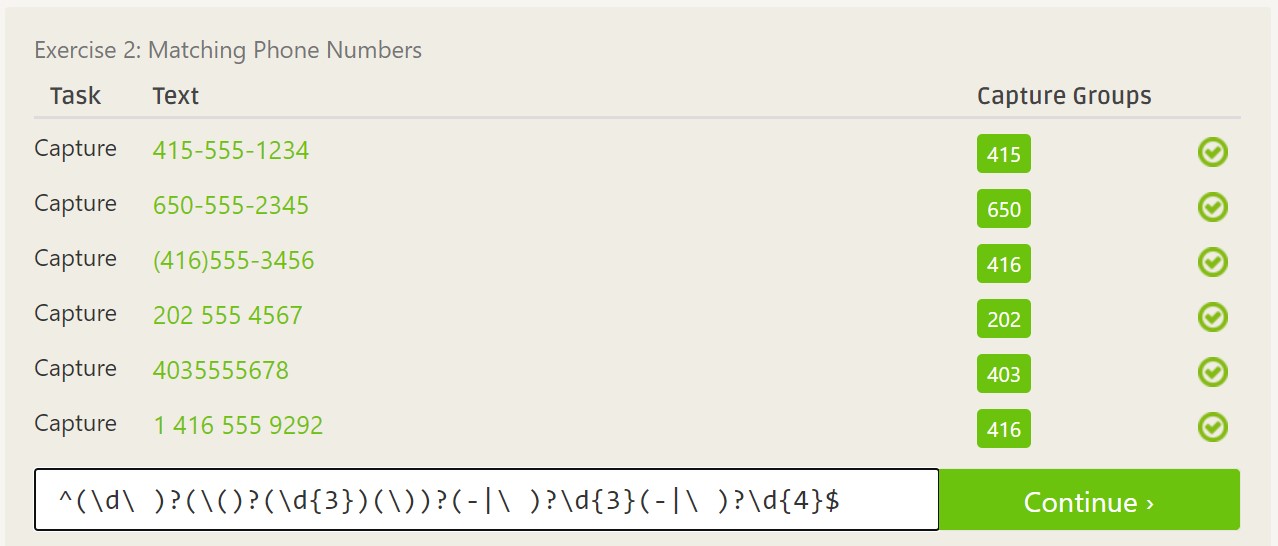 Exercise 2: Matching Phone Numbers
Task Text Capture Groups
Capture 415-555-1234 415
Capture 650-555-2345 650
Capture (416)555-3456 416
Capture 202 555 4567 202
Capture 4035555678 403
Capture 1 416 555 9292 416
^(\d\ )?(\()?(\d{3})(\))?(-|\ )?\d{3}(-|\ )?\d{4}$ Continue ›